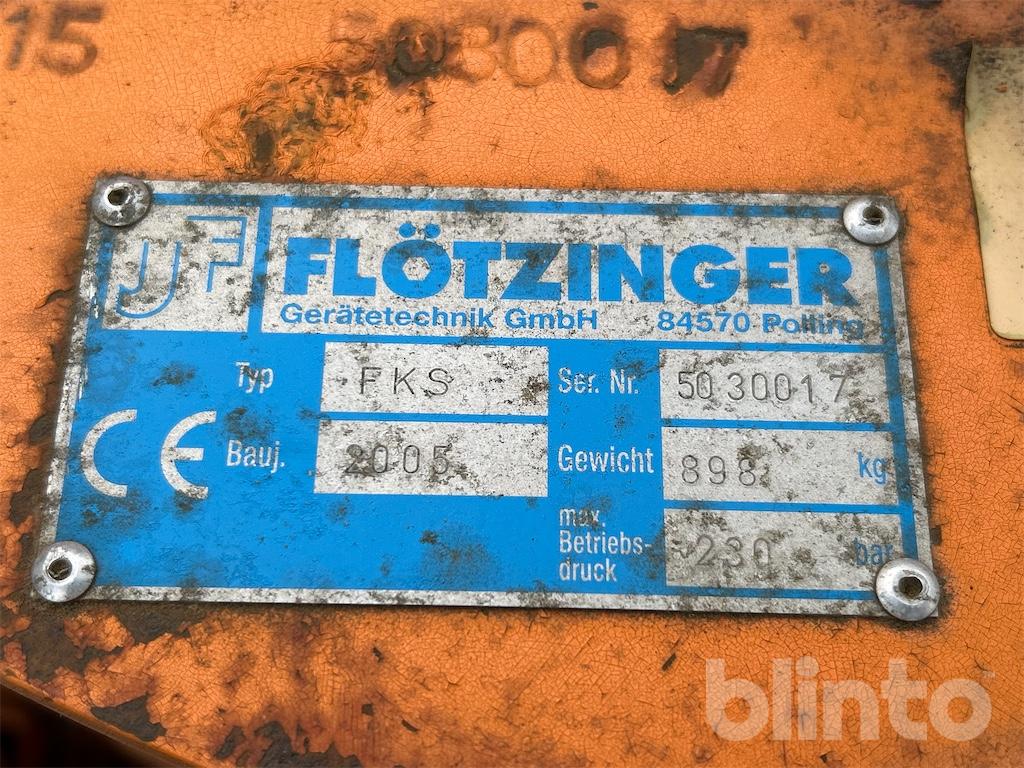 15 5030017
JF FLÖTZINGER
Gerätetechnik GmbH 84570 Polling
Typ FKS Ser. Nr. 5030017
CE Bauj. 2005 Gewicht 898 kg
max. Betriebs-druck 230 bar
blinto